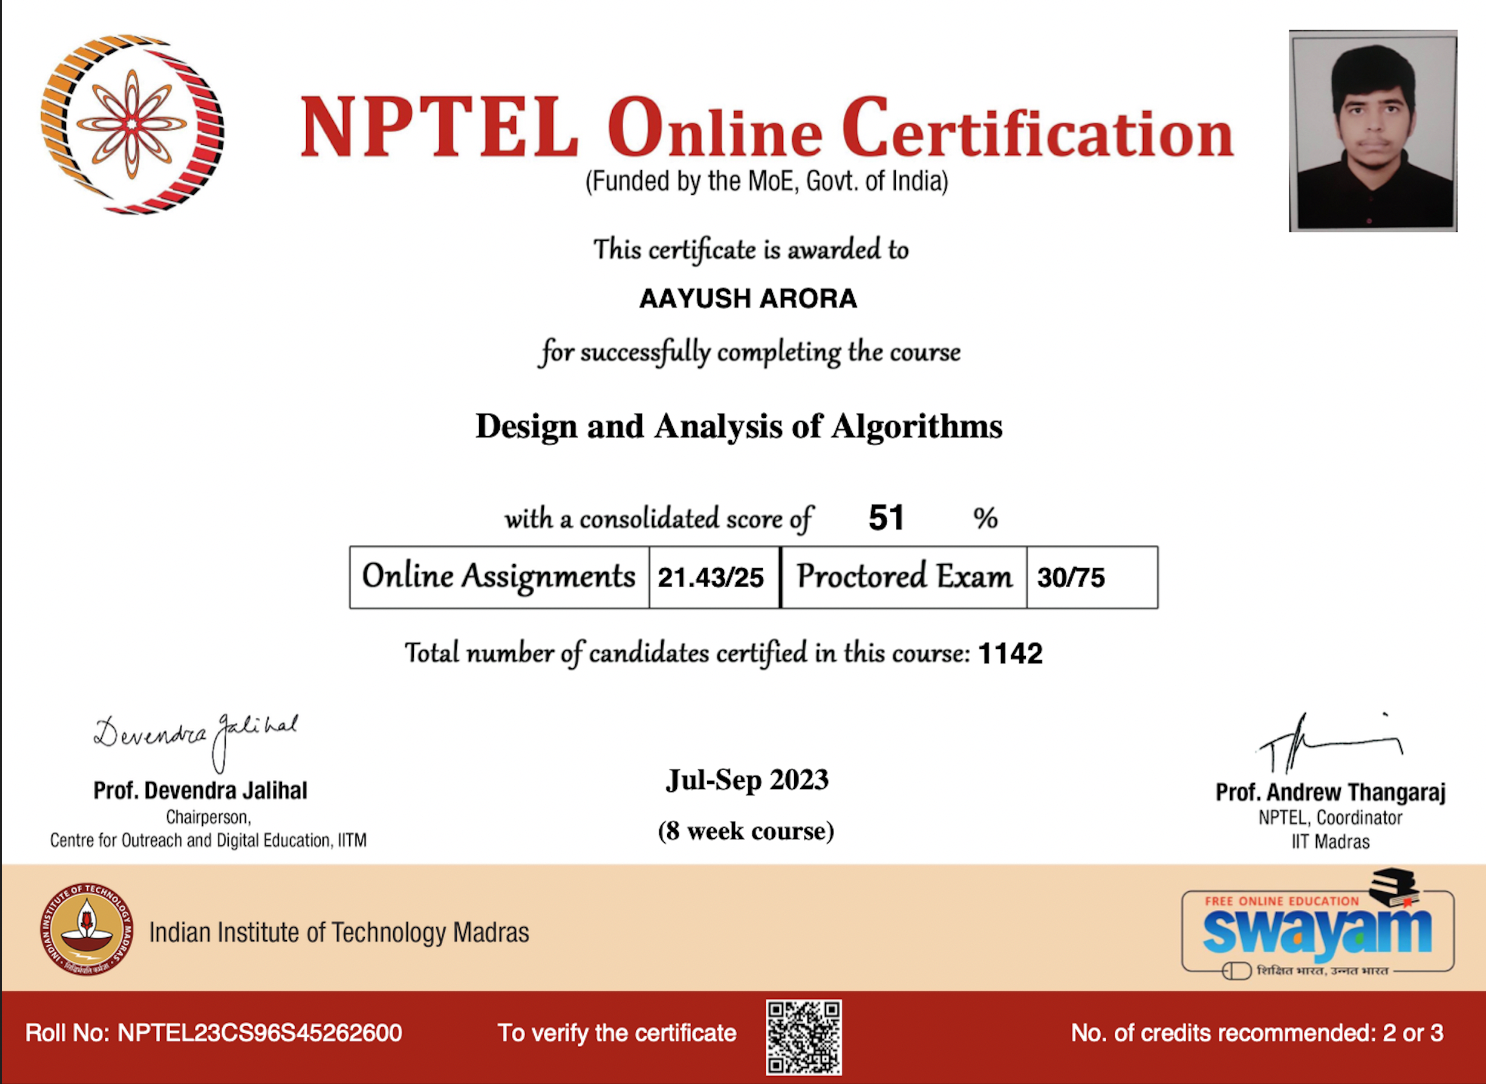 NPTEL Online Certification
(Funded by the MoE, Govt. of India)
This certificate is awarded to
AAYUSH ARORA
for successfully completing the course
Design and Analysis of Algorithms
with a consolidated score of 51 %
Online Assignments 21.43/25 Proctored Exam 30/75
Total number of candidates certified in this course: 1142
Devendra Jalihal
Prof. Devendra Jalihal
Chairperson,
Centre for Outreach and Digital Education, IITM
Jul-Sep 2023
(8 week course)
Prof. Andrew Thangaraj
NPTEL, Coordinator
IIT Madras
INDIAN INSTITUTE OF TECHNOLOGY MADRAS
सिद्धिर्भवति कर्मजा
Indian Institute of Technology Madras
FREE ONLINE EDUCATION
swayam
शिक्षित भारत, उन्नत भारत
Roll No: NPTEL23CS96S45262600
To verify the certificate
No. of credits recommended: 2 or 3